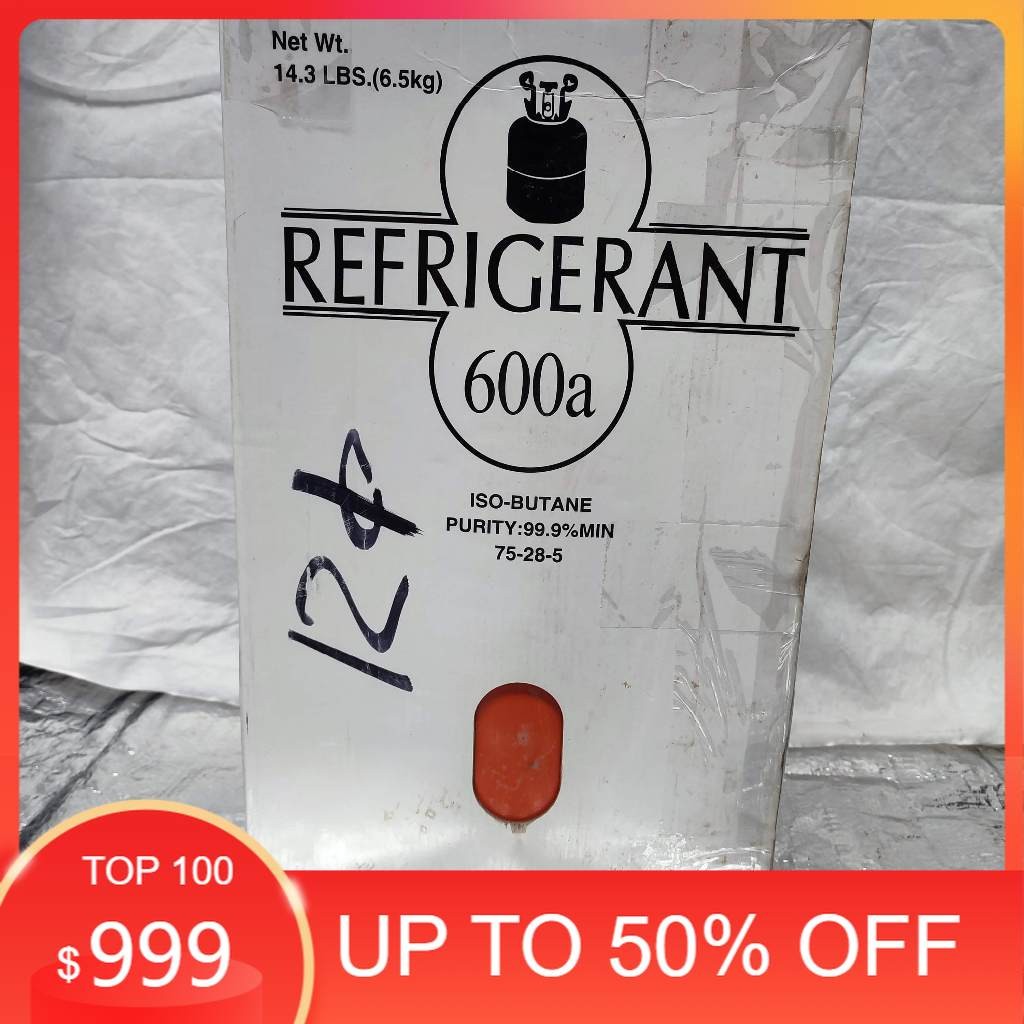 Net Wt.
14.3 LBS.(6.5kg)
REFRIGERANT
600a
ISO-BUTANE
PURITY:99.9%MIN
75-28-5
TOP 100
$999
UP TO 50% OFF